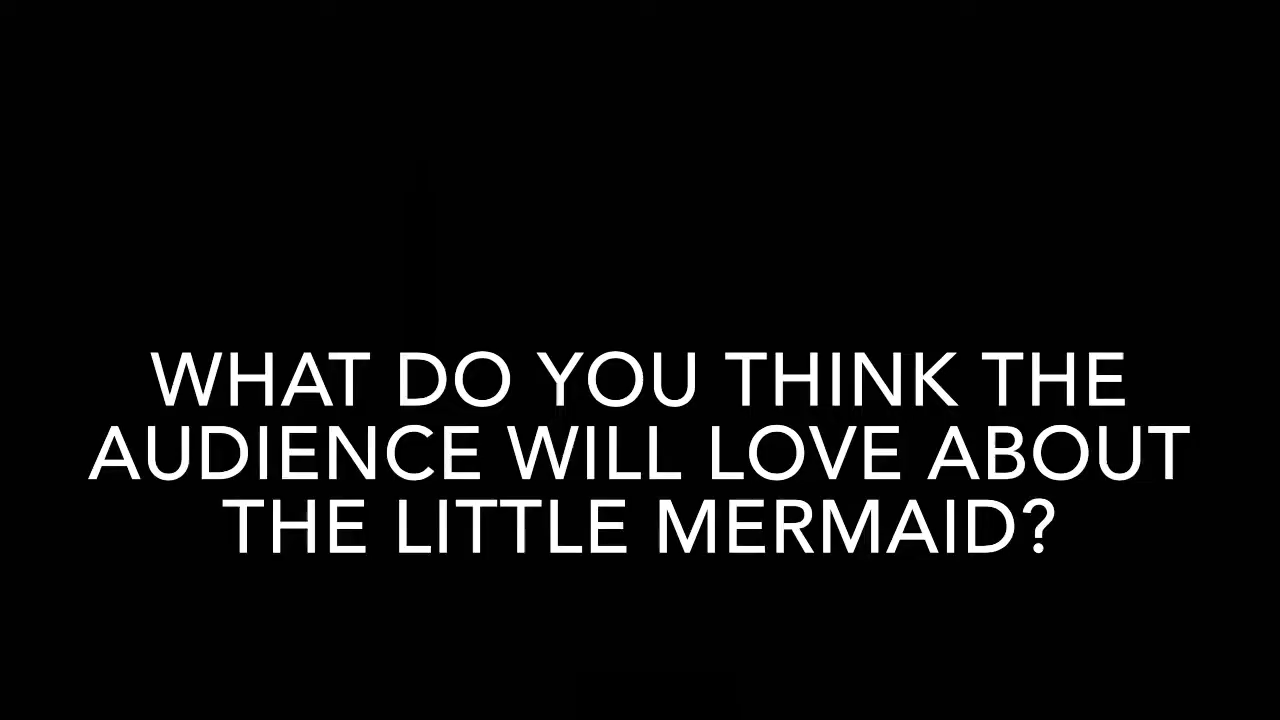 WHAT DO YOU THINK THE
AUDIENCE WILL LOVE ABOUT
THE LITTLE MERMAID?